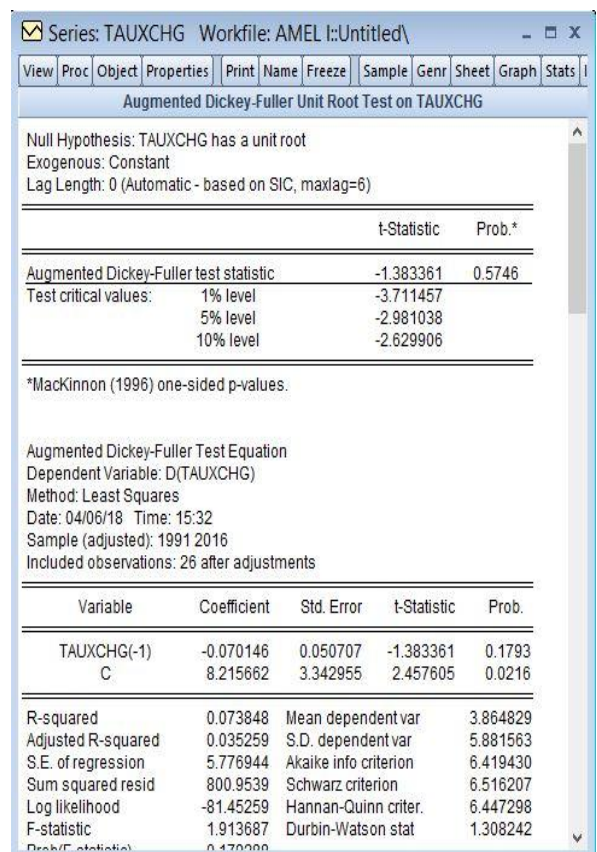 Series: TAUXCHG Workfile: AMEL I::Untitled\
View Proc Object Properties Print Name Freeze Sample Genr Sheet Graph Stats
Augmented Dickey-Fuller Unit Root Test on TAUXCHG
Null Hypothesis: TAUXCHG has a unit root
Exogenous: Constant
Lag Length: 0 (Automatic - based on SIC, maxlag=6)
t-Statistic Prob.*
Augmented Dickey-Fuller test statistic -1.383361 0.5746
Test critical values: 1% level -3.711457
5% level -2.981038
10% level -2.629906
*MacKinnon (1996) one-sided p-values.
Augmented Dickey-Fuller Test Equation
Dependent Variable: D(TAUXCHG)
Method: Least Squares
Date: 04/06/18 Time: 15:32
Sample (adjusted): 1991 2016
Included observations: 26 after adjustments
Variable Coefficient Std. Error t-Statistic Prob.
TAUXCHG(-1) -0.070146 0.050707 -1.383361 0.1793
C 8.215662 3.342955 2.457605 0.0216
R-squared 0.073848 Mean dependent var 3.864829
Adjusted R-squared 0.035259 S.D. dependent var 5.881563
S.E. of regression 5.776944 Akaike info criterion 6.419430
Sum squared resid 800.9539 Schwarz criterion 6.516207
Log likelihood -81.45259 Hannan-Quinn criter. 6.447298
F-statistic 1.913687 Durbin-Watson stat 1.308242